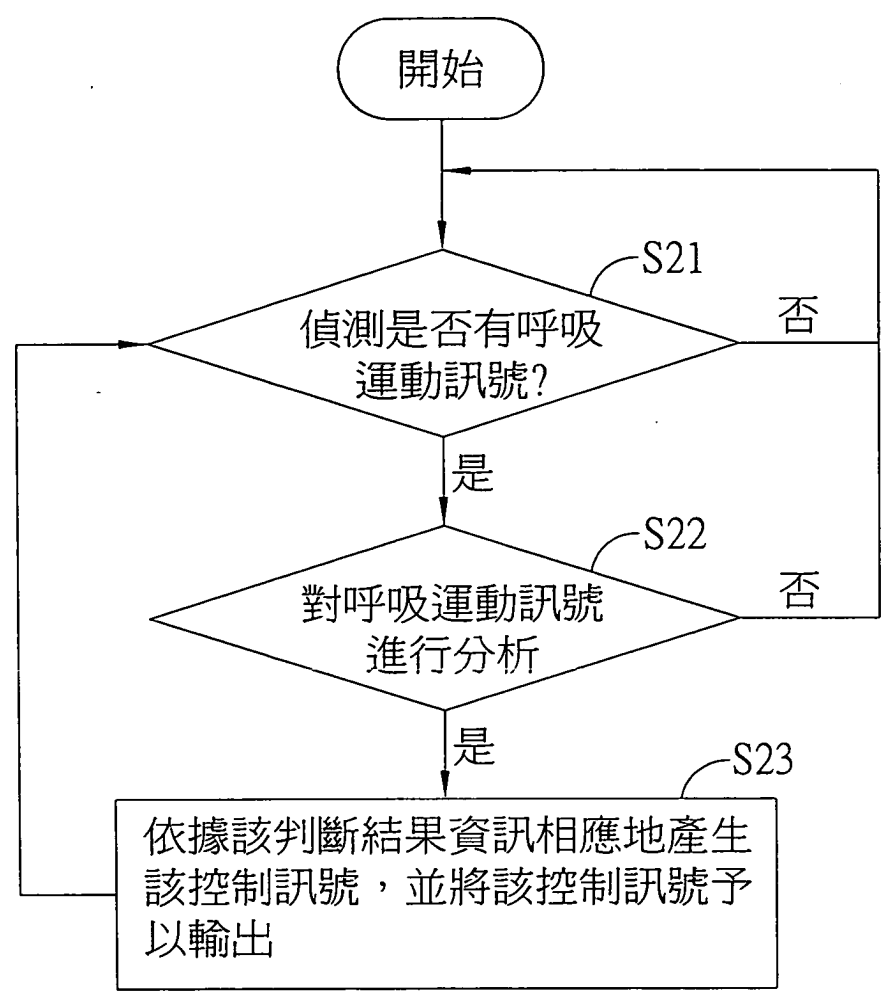 開始
S21
偵測是否有呼吸
運動訊號?
否
是
S22
對呼吸運動訊號
進行分析
否
是
S23
依據該判斷結果資訊相應地產生
該控制訊號，並將該控制訊號予
以輸出